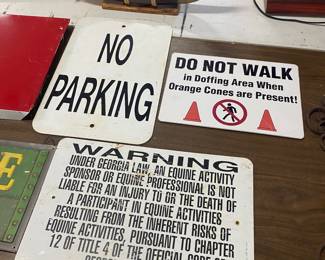 NO
PARKING
DO NOT WALK
in Doffing Area When
Orange Cones are Present!
WARNING
UNDER GEORGIA LAW, AN EQUINE ACTIVITY
SPONSOR OR EQUINE PROFESSIONAL IS NOT
LIABLE FOR AN INJURY TO OR THE DEATH OF
A PARTICIPANT IN EQUINE ACTIVITIES
RESULTING FROM THE INHERENT RISKS OF
EQUINE ACTIVITIES, PURSUANT TO CHAPTER
12 OF TITLE 4 OF THE OFFICIAL CODE OF
E